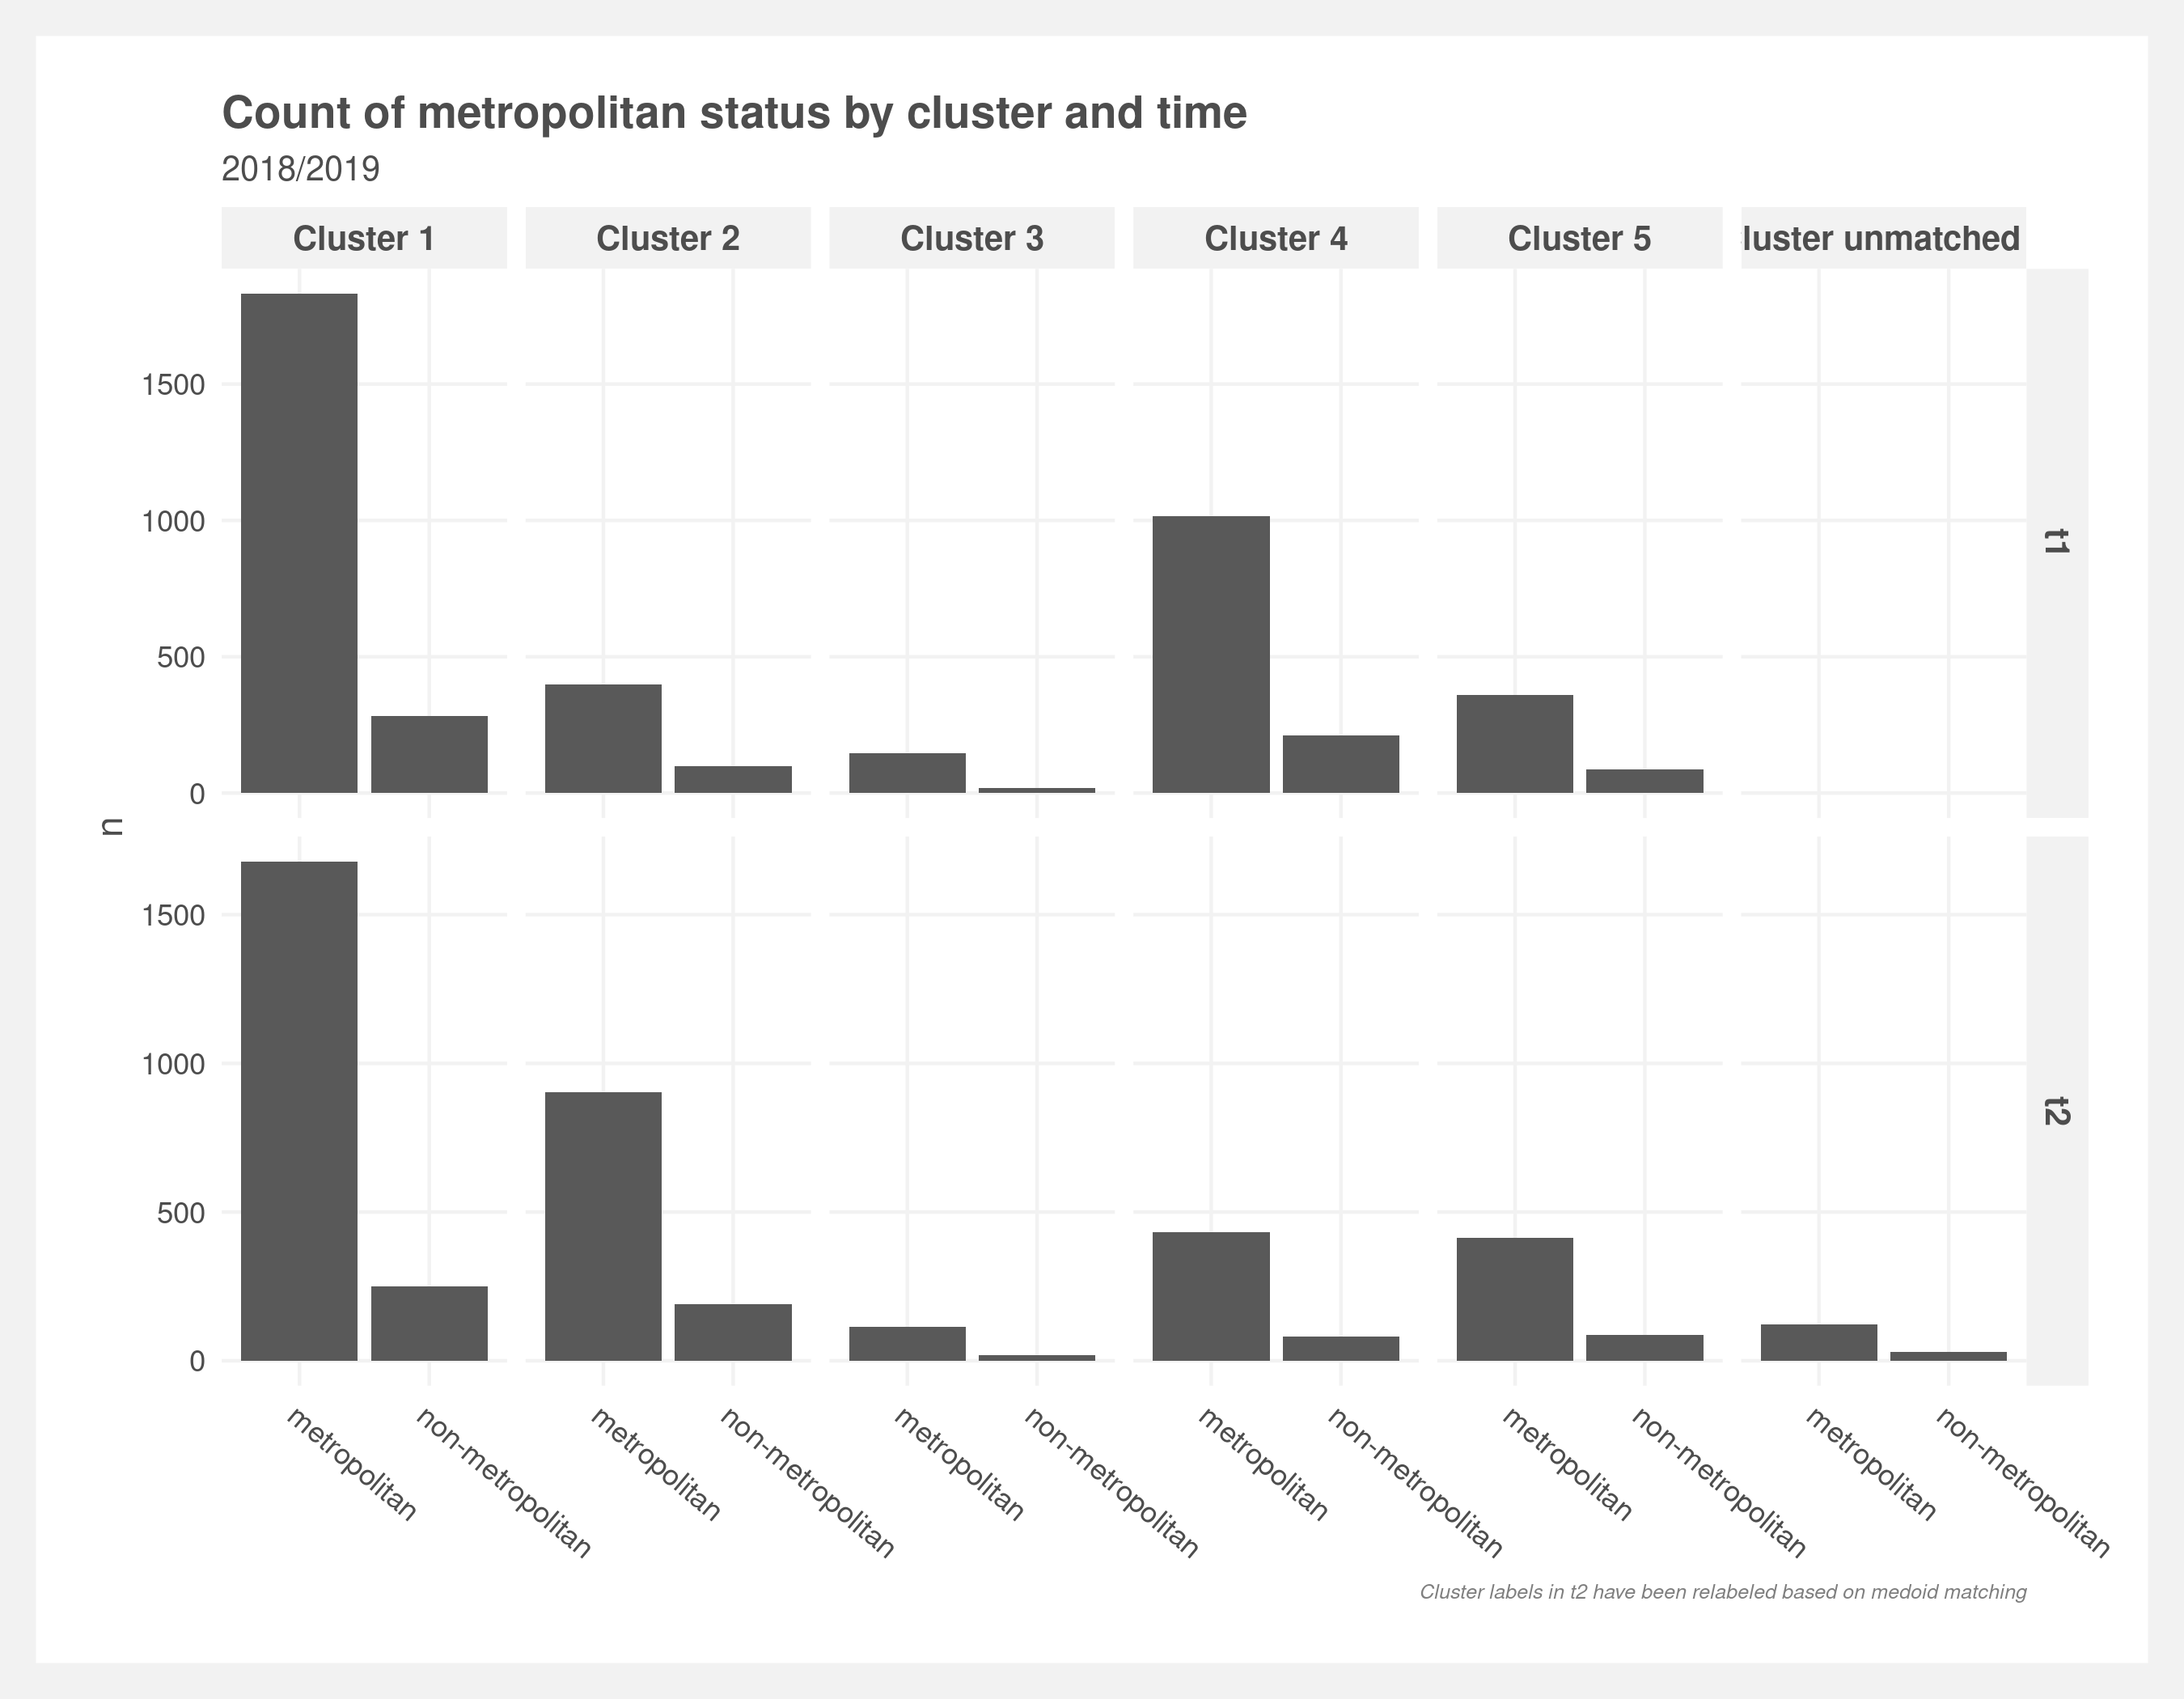 Count of metropolitan status by cluster and time
2018/2019
Cluster 1 Cluster 2 Cluster 3 Cluster 4 Cluster 5 luster unmatched
1500
1000
500
0
t1
n
1500
1000
500
0
t2
metropolitan non-metropolitan metropolitan non-metropolitan metropolitan non-metropolitan metropolitan non-metropolitan metropolitan non-metropolitan metropolitan non-metropolitan
Cluster labels in t2 have been relabeled based on medoid matching